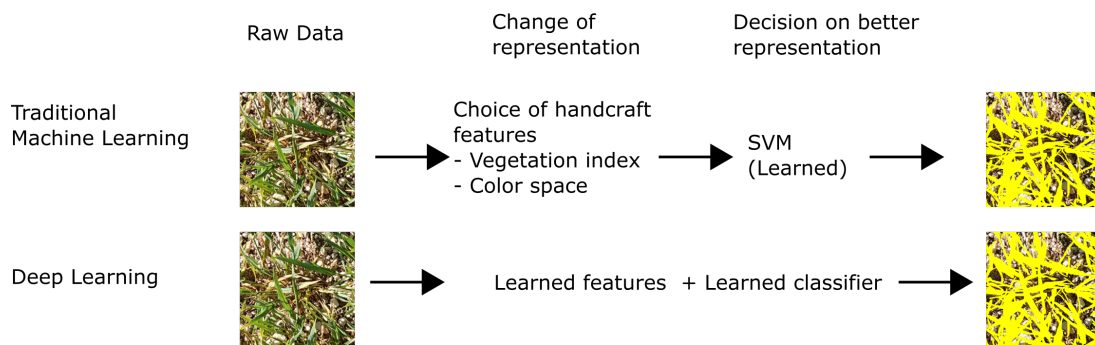 Raw Data
Change of
representation
Decision on better
representation
Traditional
Machine Learning
Choice of handcraft
features
- Vegetation index
- Color space
SVM
(Learned)
Deep Learning
Learned features + Learned classifier